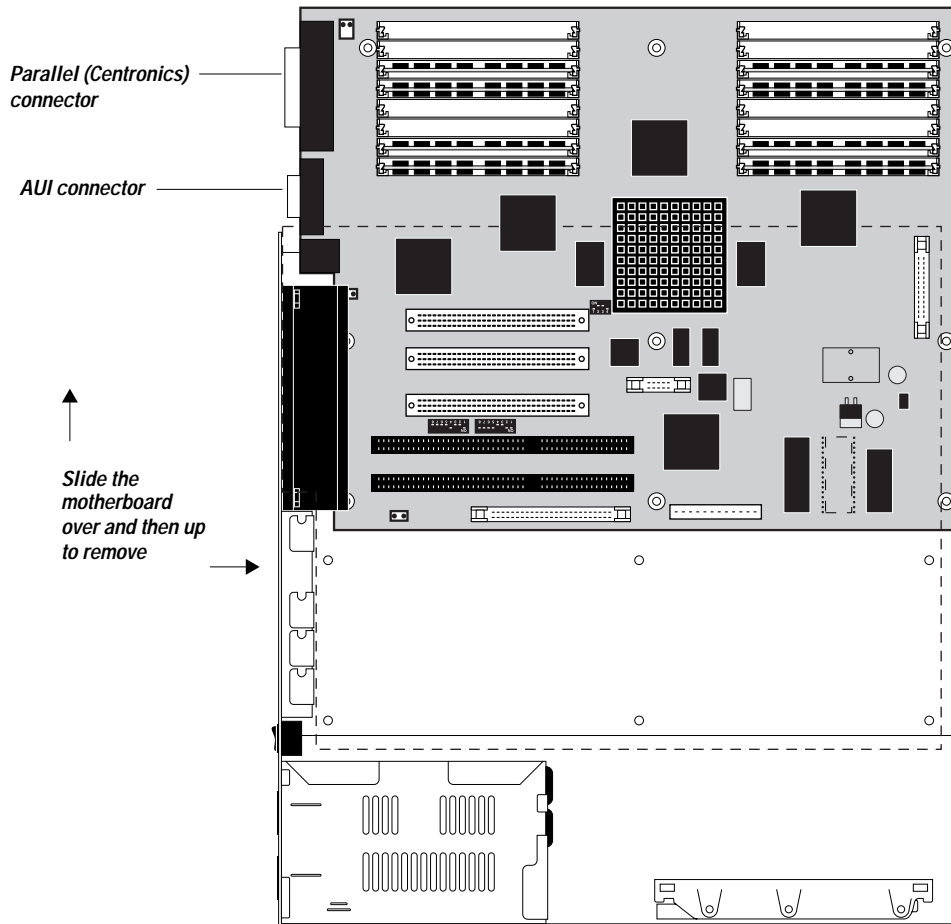 Parallel (Centronics)
connector
AUI connector
Slide the
motherboard
over and then up
to remove